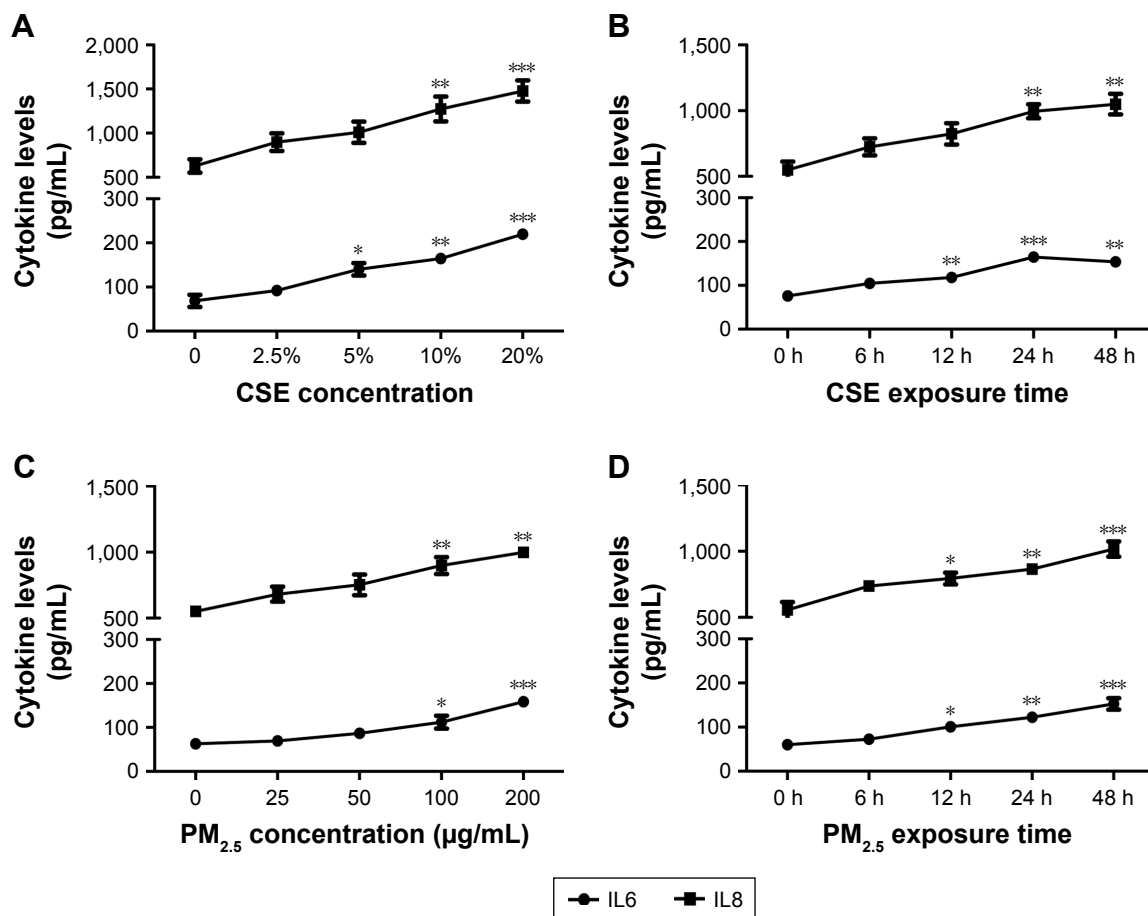 A
Cytokine levels
(pg/mL)
2,000
1,500
1,000
500
300
200
100
0
**
***
*
**
***
0 2.5% 5% 10% 20%
CSE concentration
B
Cytokine levels
(pg/mL)
1,500
1,000
500
300
200
100
0
**
**
**
***
**
0 h 6 h 12 h 24 h 48 h
CSE exposure time
C
Cytokine levels
(pg/mL)
1,500
1,000
500
300
200
100
0
**
**
*
***
0 25 50 100 200
PM2.5 concentration (µg/mL)
D
Cytokine levels
(pg/mL)
1,500
1,000
500
300
200
100
0
*
**
***
*
**
***
0 h 6 h 12 h 24 h 48 h
PM2.5 exposure time
IL6 IL8